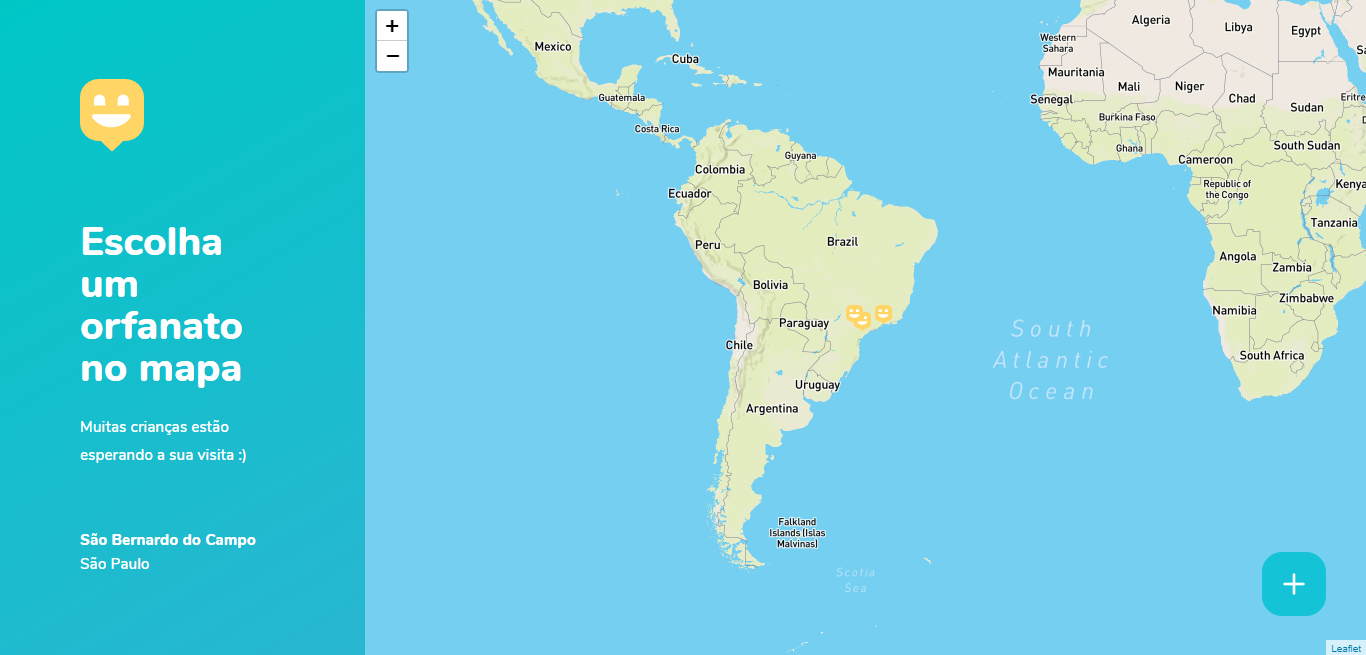 Escolha
um
orfanato
no mapa
Muitas crianças estão
esperando a sua visita :)
São Bernardo do Campo
São Paulo
+
−
Mexico
Cuba
Guatemala
Costa Rica
Guyana
Colombia
Ecuador
Peru
Brazil
Bolivia
Paraguay
Chile
Uruguay
Argentina
Falkland
Islands (Islas
Malvinas)
Scotia
Sea
South
Atlantic
Ocean
Algeria
Libya
Egypt
Western
Sahara
Mauritania
Mali
Niger
Chad
Sudan
Eritre
Senegal
Burkina Faso
Ghana
Cameroon
South Sudan
Republic of
the Congo
Kenya
Tanzania
Angola
Zambia
Zimbabwe
Namibia
South Africa
+
Leaflet